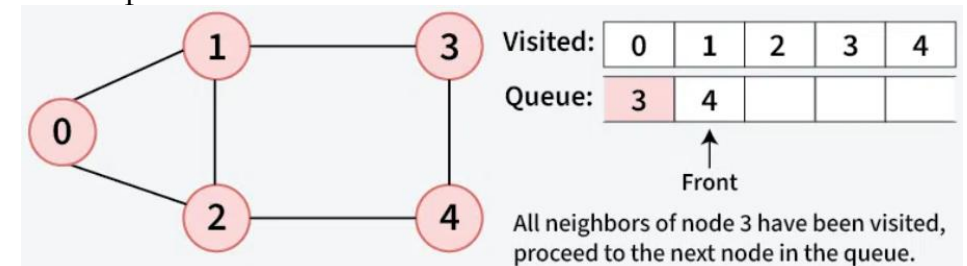 1
3
0
2
4
Visited: 0 1 2 3 4
Queue: 3 4
Front
All neighbors of node 3 have been visited,
proceed to the next node in the queue.